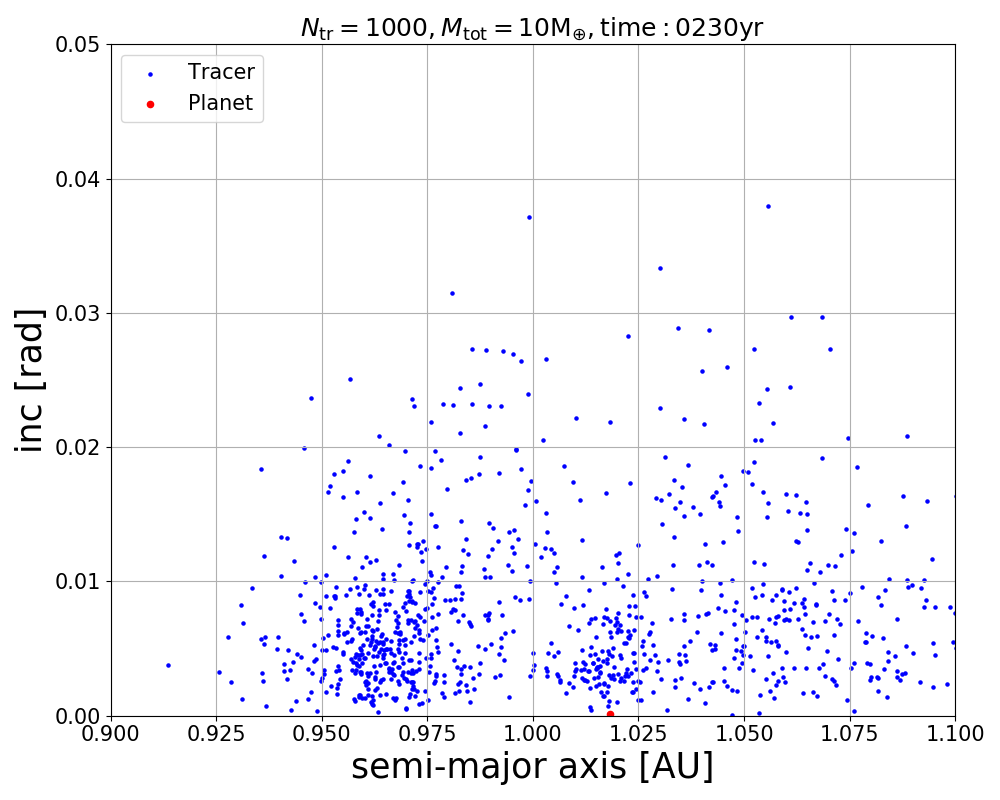 N_tr = 1000, M_tot = 10M_⊕, time : 0230yr
0.05
Tracer
Planet
0.04
0.03
inc [rad]
0.02
0.01
0.00
0.900 0.925 0.950 0.975 1.000 1.025 1.050 1.075 1.100
semi-major axis [AU]